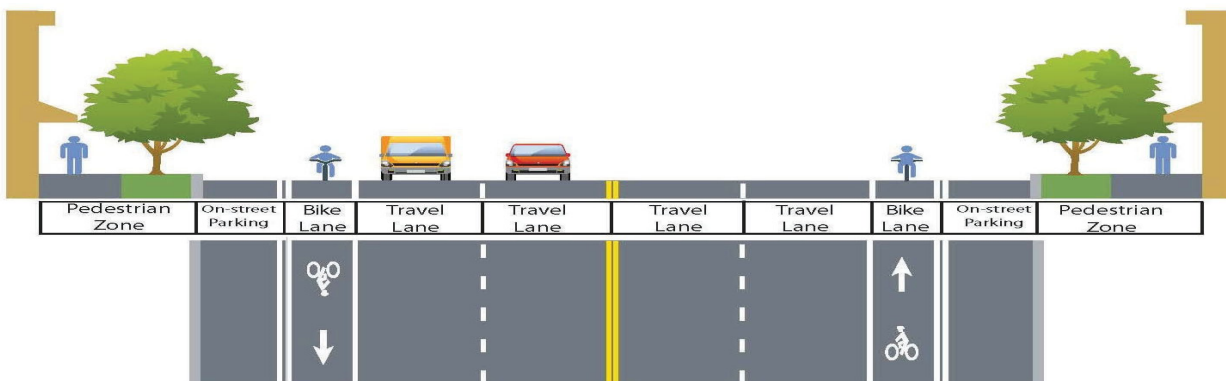 Pedestrian
Zone
On-street
Parking
Bike
Lane
Travel
Lane
Travel
Lane
Travel
Lane
Travel
Lane
Bike
Lane
On-street
Parking
Pedestrian
Zone